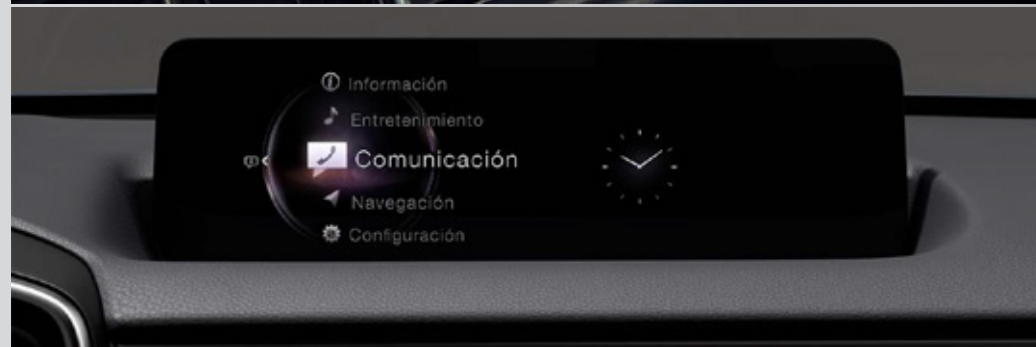 Información
Entretenimiento
Comunicación
Navegación
Configuración